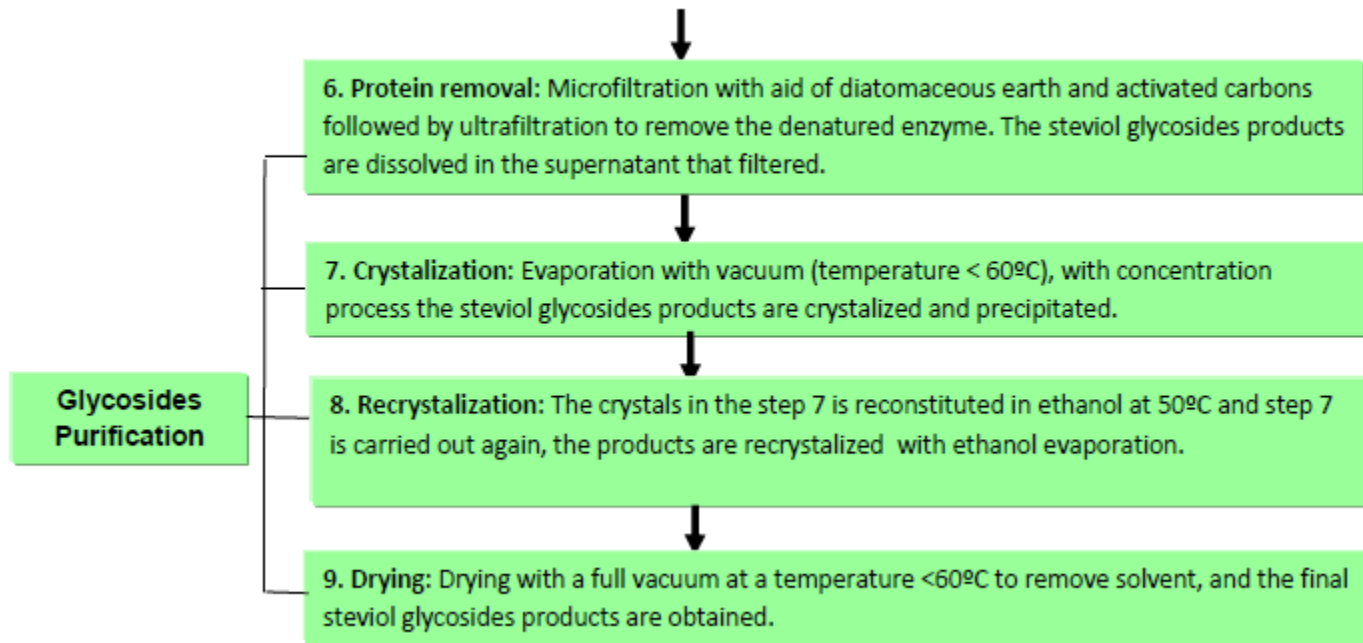 6. Protein removal: Microfiltration with aid of diatomaceous earth and activated carbons
followed by ultrafiltration to remove the denatured enzyme. The steviol glycosides products
are dissolved in the supernatant that filtered.
7. Crystalization: Evaporation with vacuum (temperature < 60ºC), with concentration
process the steviol glycosides products are crystalized and precipitated.
Glycosides
Purification
8. Recrystalization: The crystals in the step 7 is reconstituted in ethanol at 50ºC and step 7
is carried out again, the products are recrystalized with ethanol evaporation.
9. Drying: Drying with a full vacuum at a temperature <60ºC to remove solvent, and the final
steviol glycosides products are obtained.